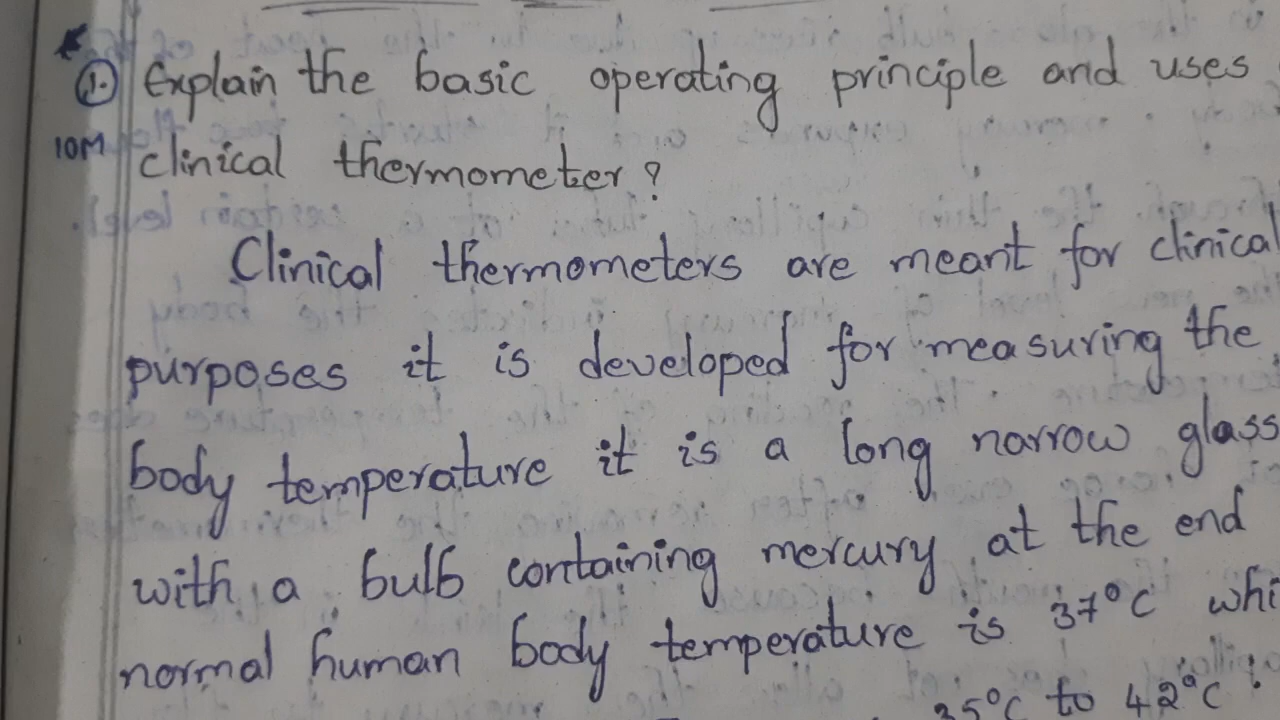 1. Explain the basic operating principle and uses
10M clinical thermometer?
Clinical thermometers are meant for clinical
purposes it is developed for measuring the
body temperature it is a long narrow glass
with a bulb containing mercury at the end
normal human body temperature is 37°C
35°C to 42°C.